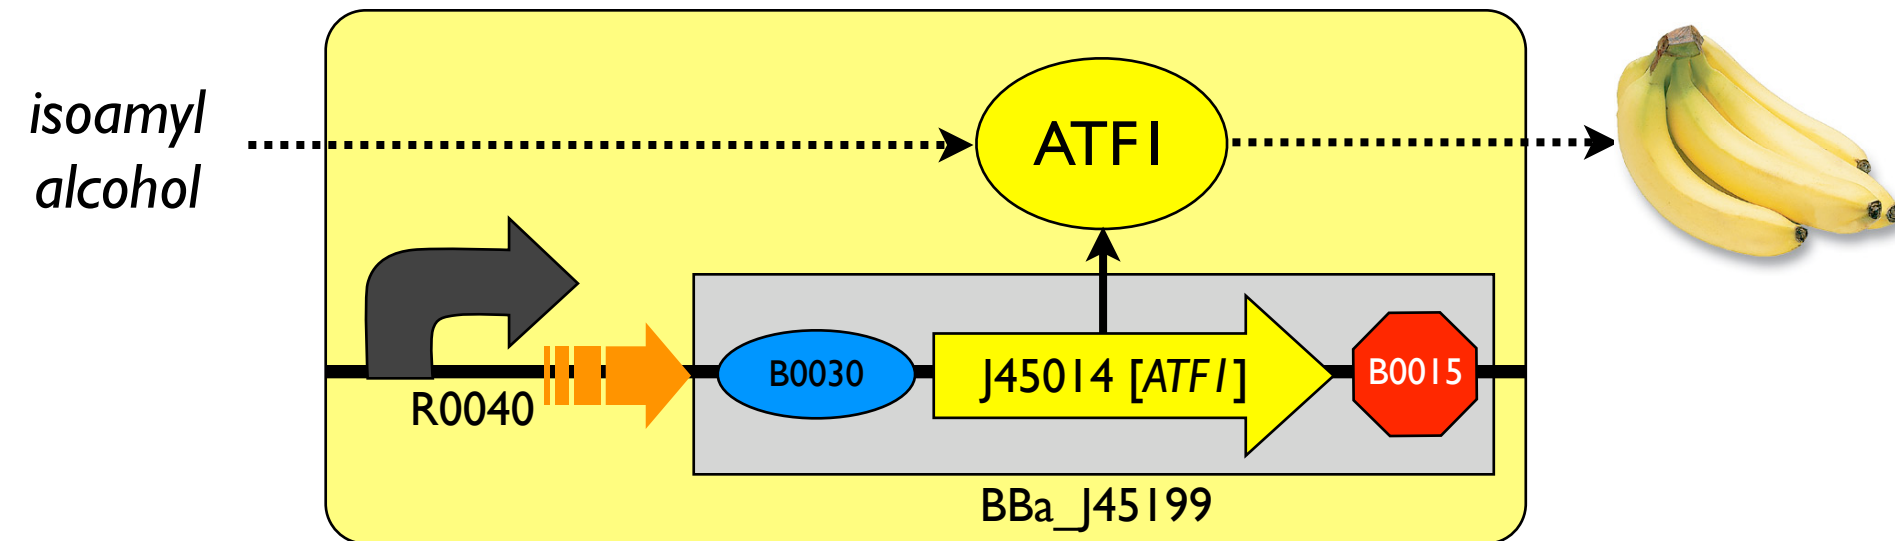 isoamyl
alcohol
ATF1
R0040
B0030
J45014 [ATF1]
B0015
BBa_J45199